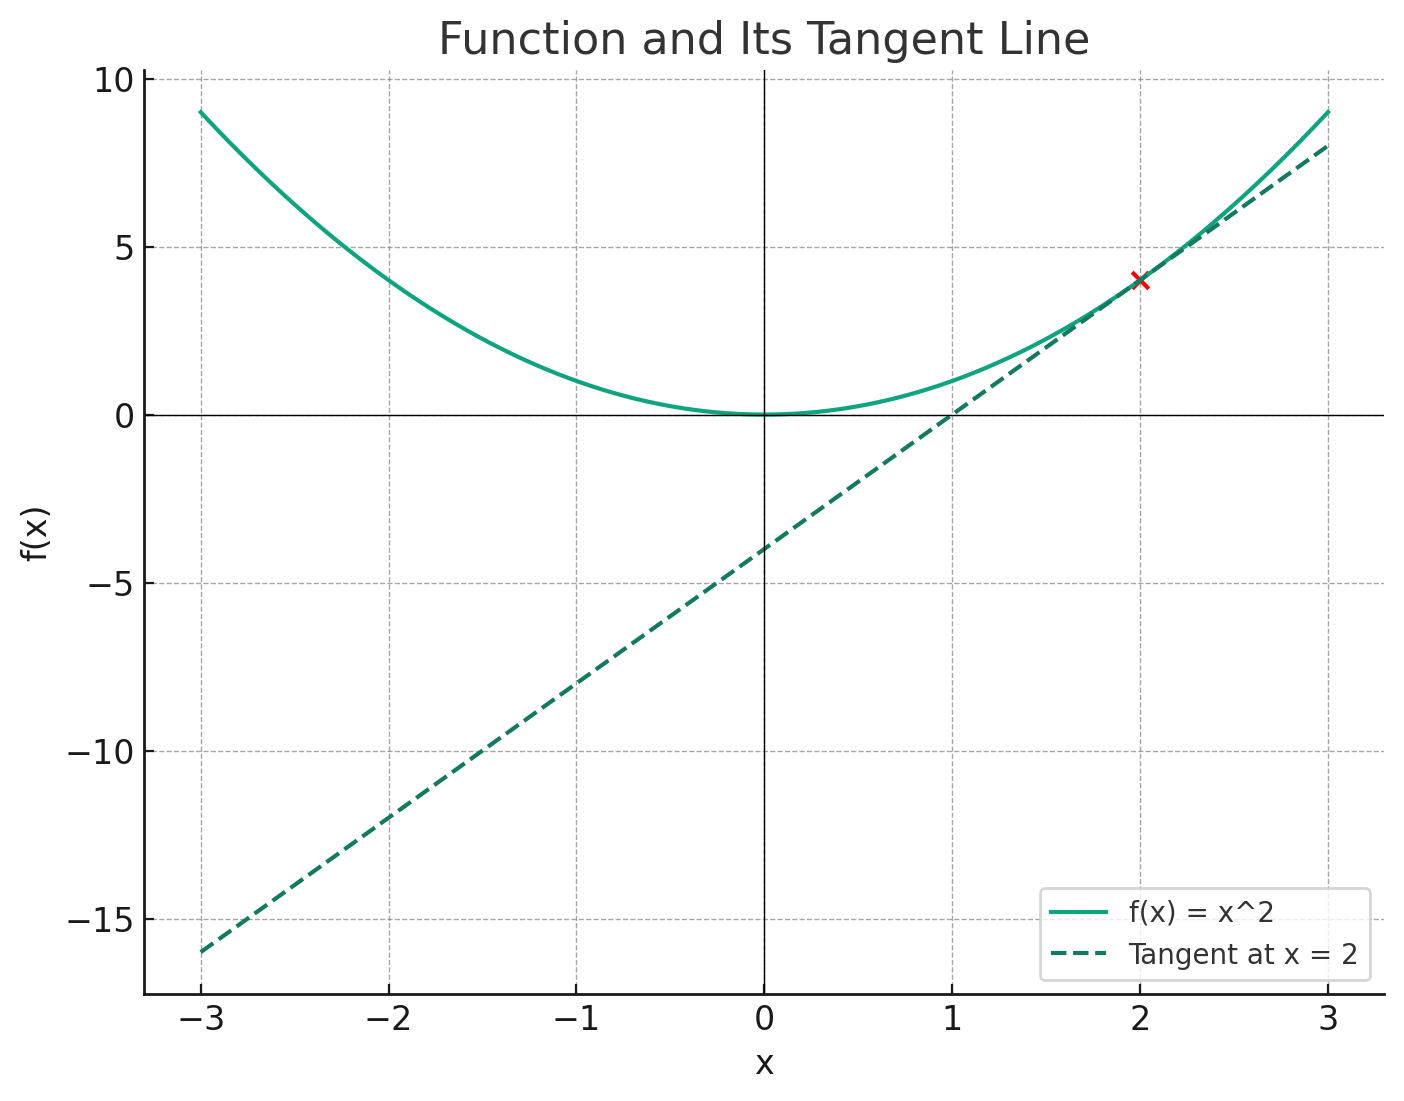 Function and Its Tangent Line
10
5
0
−5
−10
−15
f(x)
−3
−2
−1
0
1
2
3
x
f(x) = x^2
Tangent at x = 2